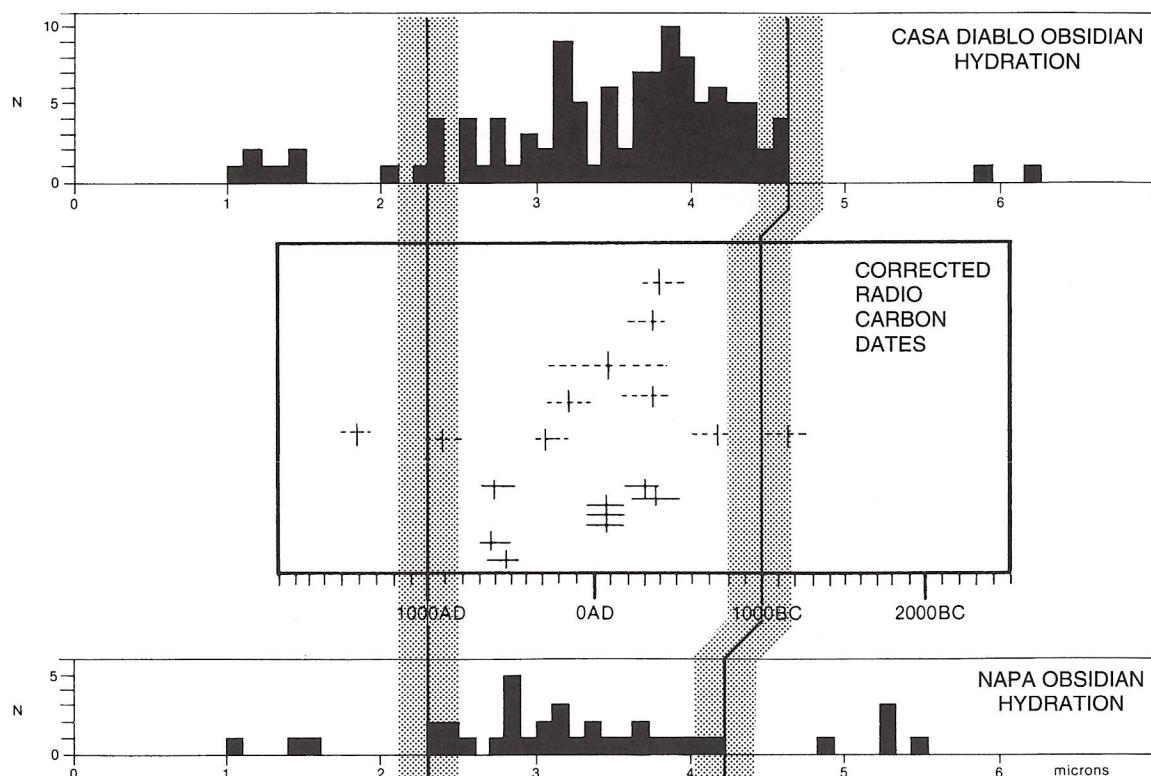 10
5
0
N
CASA DIABLO OBSIDIAN
HYDRATION
0 1 2 3 4 5 6
CORRECTED
RADIO
CARBON
DATES
1000AD 0AD 1000BC 2000BC
5
0
N
NAPA OBSIDIAN
HYDRATION
0 1 2 3 4 5 6 microns